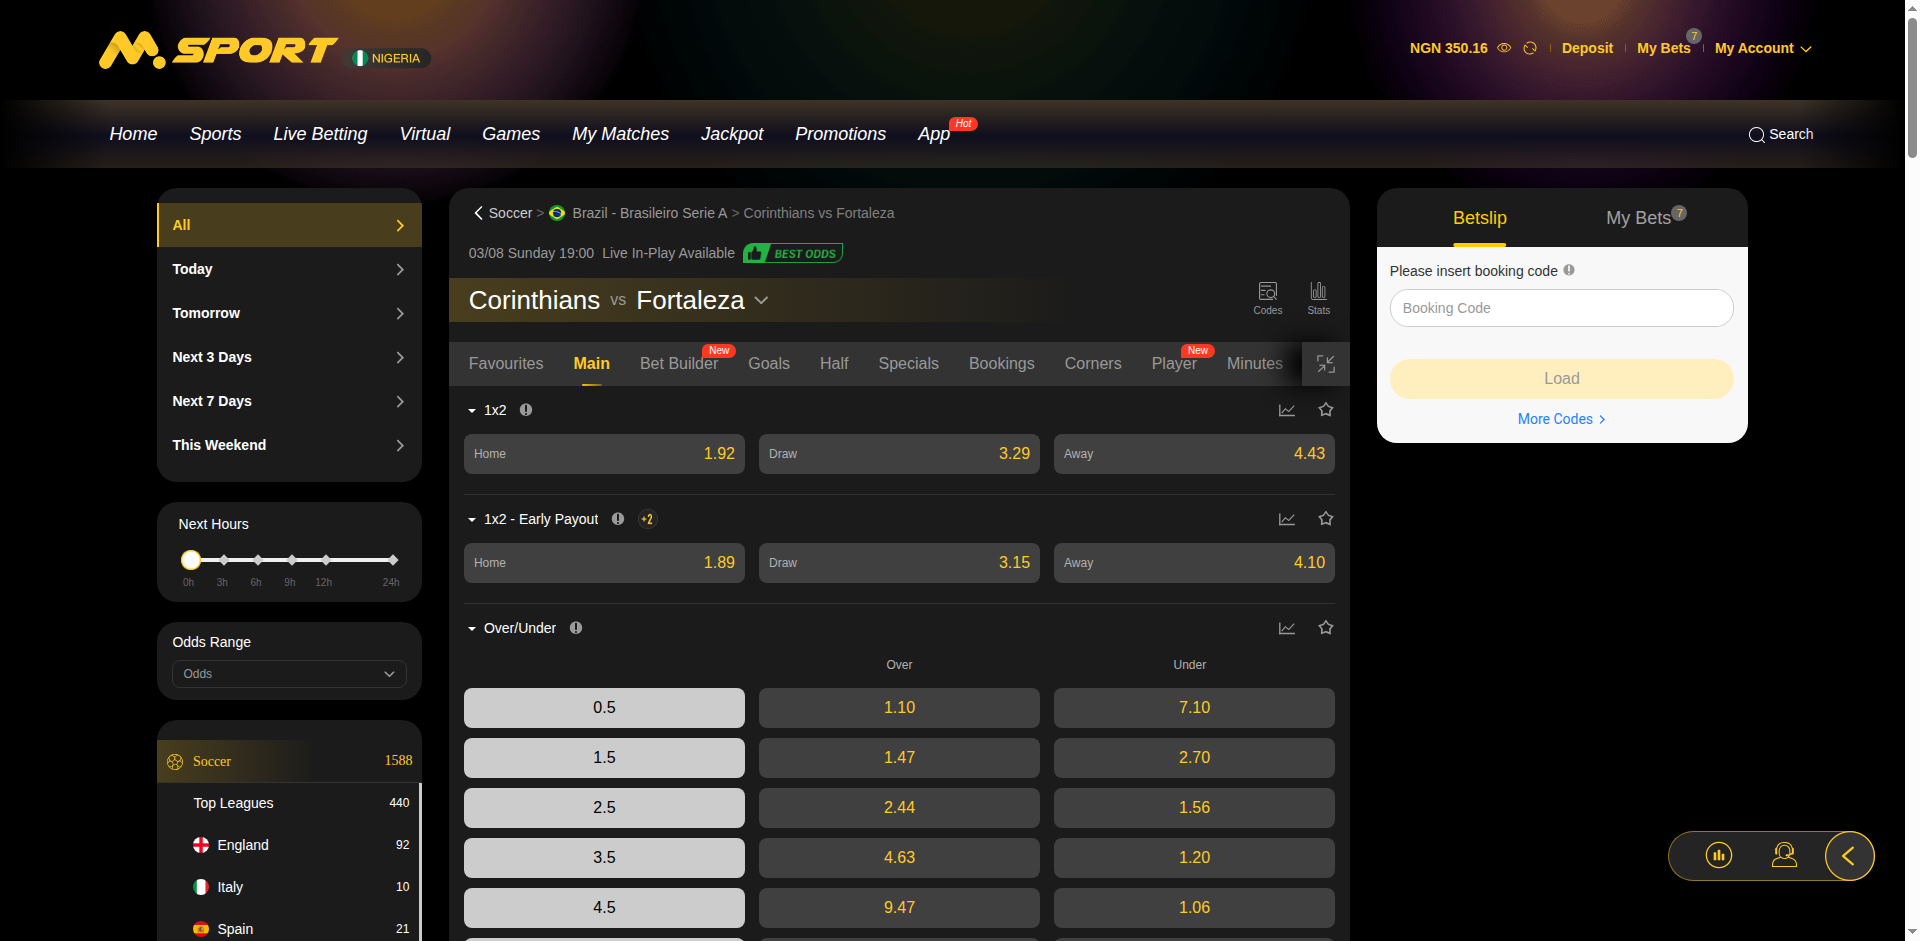 M.SPORT
NIGERIA
NGN 350.16
Deposit
My Bets
7
My Account
Home
Sports
Live Betting
Virtual
Games
My Matches
Jackpot
Promotions
App
Hot
Search
All
Today
Tomorrow
Next 3 Days
Next 7 Days
This Weekend
Next Hours
0h 3h 6h 9h 12h 24h
Odds Range
Odds
Soccer 1588
Top Leagues 440
England 92
Italy 10
Spain 21
Soccer > Brazil - Brasileiro Serie A > Corinthians vs Fortaleza
03/08 Sunday 19:00 Live In-Play Available BEST ODDS
Corinthians vs Fortaleza
Codes
Stats
Favourites
Main
Bet Builder
New
Goals
Half
Specials
Bookings
Corners
Player
New
Minutes
1x2
Home 1.92
Draw 3.29
Away 4.43
1x2 - Early Payout +2
Home 1.89
Draw 3.15
Away 4.10
Over/Under
Over Under
0.5 1.10 7.10
1.5 1.47 2.70
2.5 2.44 1.56
3.5 4.63 1.20
4.5 9.47 1.06
Betslip
My Bets
7
Please insert booking code
Booking Code
Load
More Codes